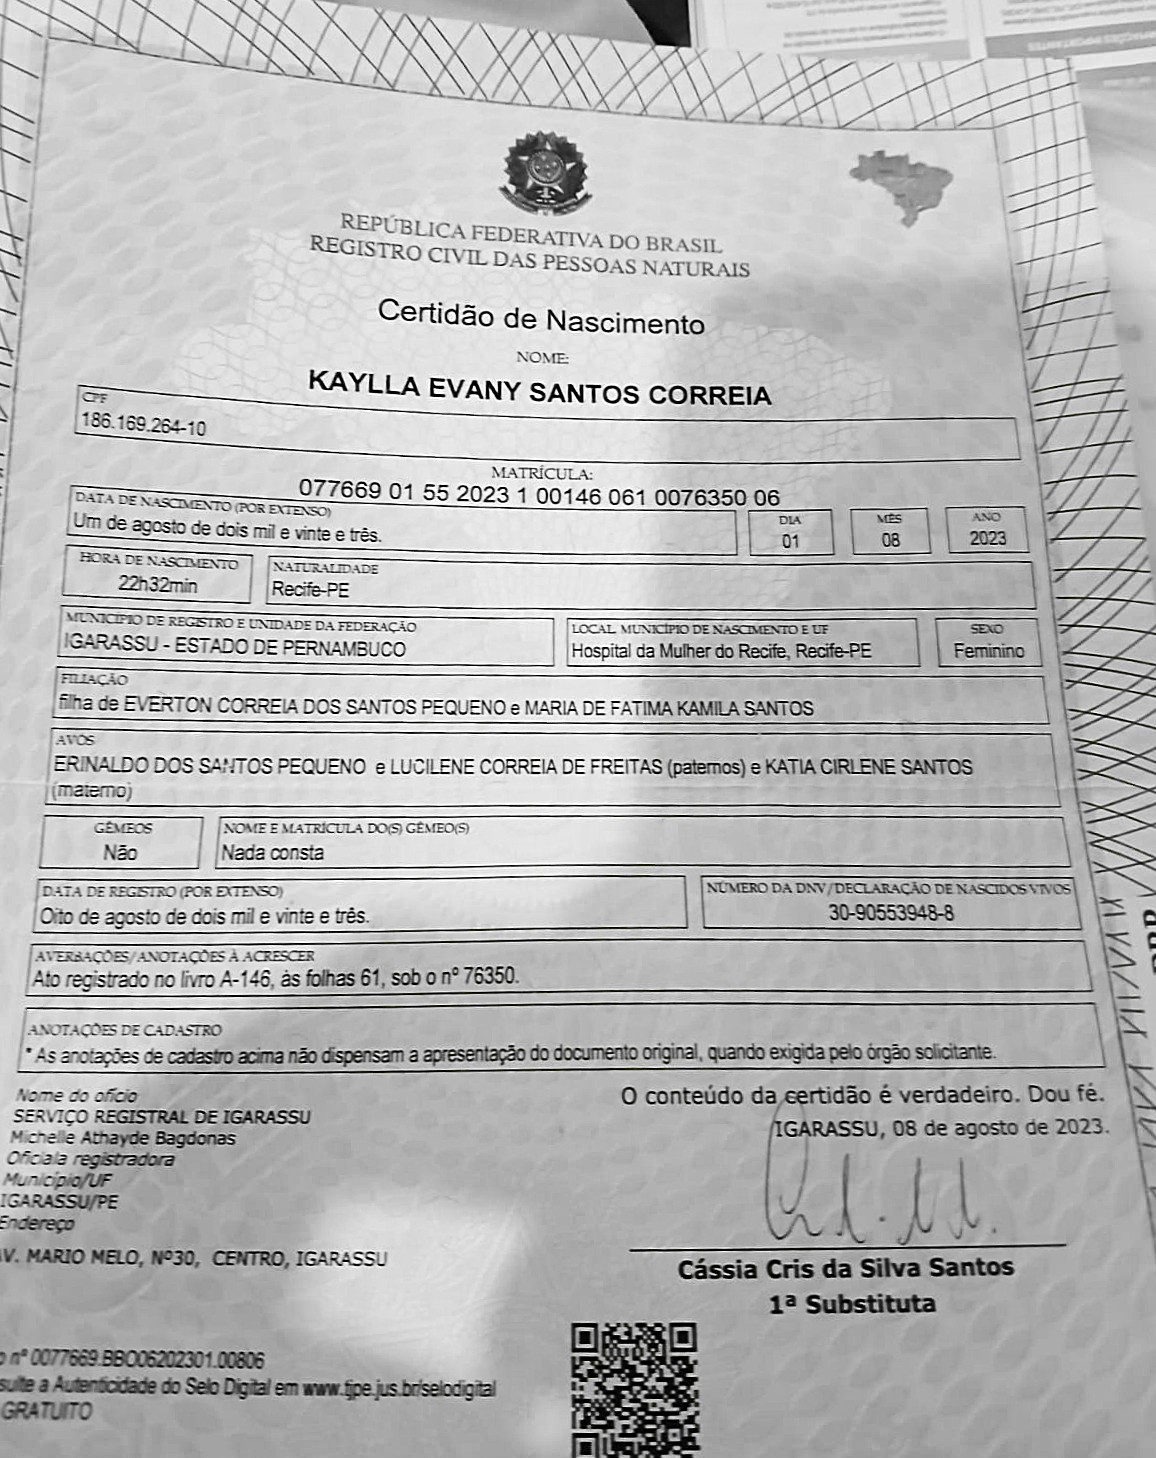 REPÚBLICA FEDERATIVA DO BRASIL
REGISTRO CIVIL DAS PESSOAS NATURAIS
Certidão de Nascimento
NOME:
KAYLLA EVANY SANTOS CORREIA
CPF
186.169.264-10
MATRÍCULA:
077669 01 55 2023 1 00146 061 0076350 06
DATA DE NASCIMENTO (POR EXTENSO)
Um de agosto de dois mil e vinte e três.
DIA
01
MÊS
08
ANO
2023
HORA DE NASCIMENTO
22h32min
NATURALIDADE
Recife-PE
MUNICÍPIO DE REGISTRO E UNIDADE DA FEDERAÇÃO
IGARASSU - ESTADO DE PERNAMBUCO
LOCAL, MUNICÍPIO DE NASCIMENTO E UF
Hospital da Mulher do Recife, Recife-PE
SEXO
Feminino
FILIAÇÃO
filha de EVERTON CORREIA DOS SANTOS PEQUENO e MARIA DE FATIMA KAMILA SANTOS
AVÓS
ERINALDO DOS SANTOS PEQUENO e LUCILENE CORREIA DE FREITAS (paternos) e KATIA CIRLENE SANTOS
(materno)
GÊMEOS
Não
NOME E MATRÍCULA DO(S) GÊMEO(S)
Nada consta
DATA DE REGISTRO (POR EXTENSO)
Oito de agosto de dois mil e vinte e três.
NÚMERO DA DNV/DECLARAÇÃO DE NASCIDOS VIVOS
30-90553948-8
AVERBAÇÕES/ANOTAÇÕES À ACRESCER
Ato registrado no livro A-146, às folhas 61, sob o nº 76350.
ANOTAÇÕES DE CADASTRO
* As anotações de cadastro acima não dispensam a apresentação do documento original, quando exigida pelo órgão solicitante.
Nome do ofício
SERVIÇO REGISTRAL DE IGARASSU
Michelle Athayde Bagdonas
Oficiala registradora
Município/UF
IGARASSU/PE
Endereço
AV. MARIO MELO, Nº30, CENTRO, IGARASSU
O conteúdo da certidão é verdadeiro. Dou fé.
IGARASSU, 08 de agosto de 2023.
Cássia Cris da Silva Santos
1ª Substituta
nº 0077669.BBO06202301.00806
sulte a Autenticidade do Selo Digital em www.tjpe.jus.br/selodigital
GRATUITO